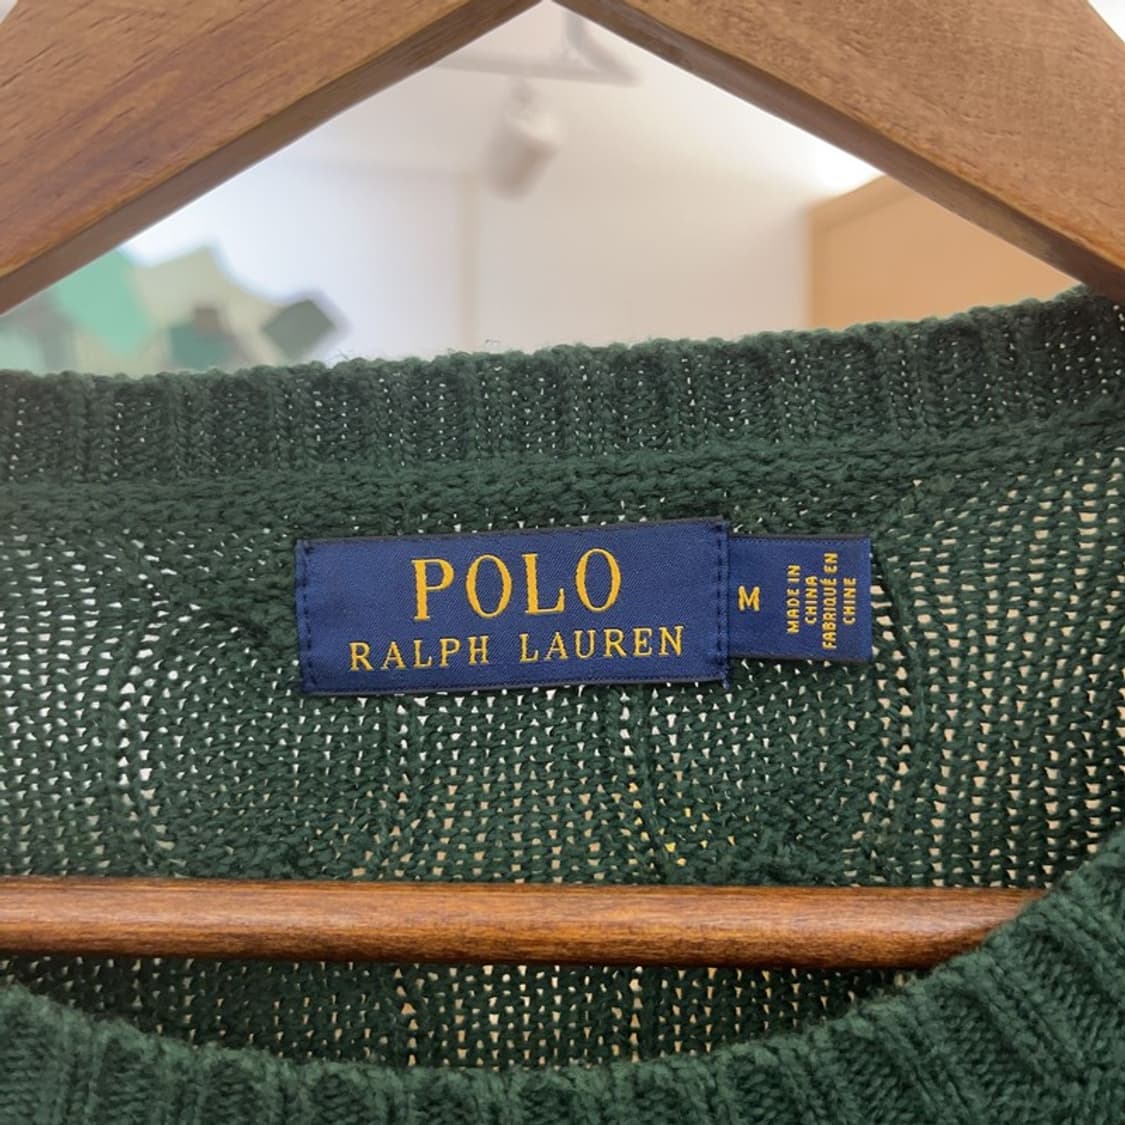 POLO
RALPH LAUREN
M
MADE IN
CHINA
FABRIQUÉ EN
CHINE